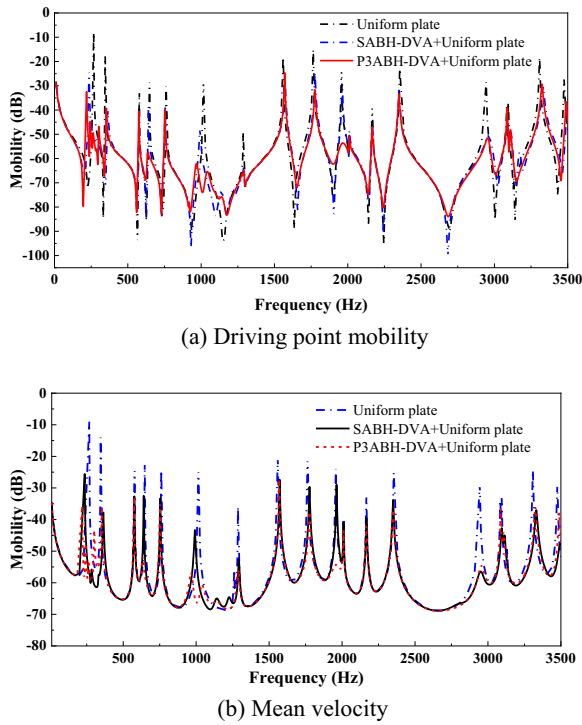 Uniform plate
SABH-DVA+Uniform plate
P3ABH-DVA+Uniform plate
Mobility (dB)
0
-10
-20
-30
-40
-50
-60
-70
-80
-90
-100
0 500 1000 1500 2000 2500 3000 3500
Frequency (Hz)
(a) Driving point mobility
Uniform plate
SABH-DVA+Uniform plate
P3ABH-DVA+Uniform plate
Mobility (dB)
0
-10
-20
-30
-40
-50
-60
-70
-80
500 1000 1500 2000 2500 3000 3500
Frequency (Hz)
(b) Mean velocity